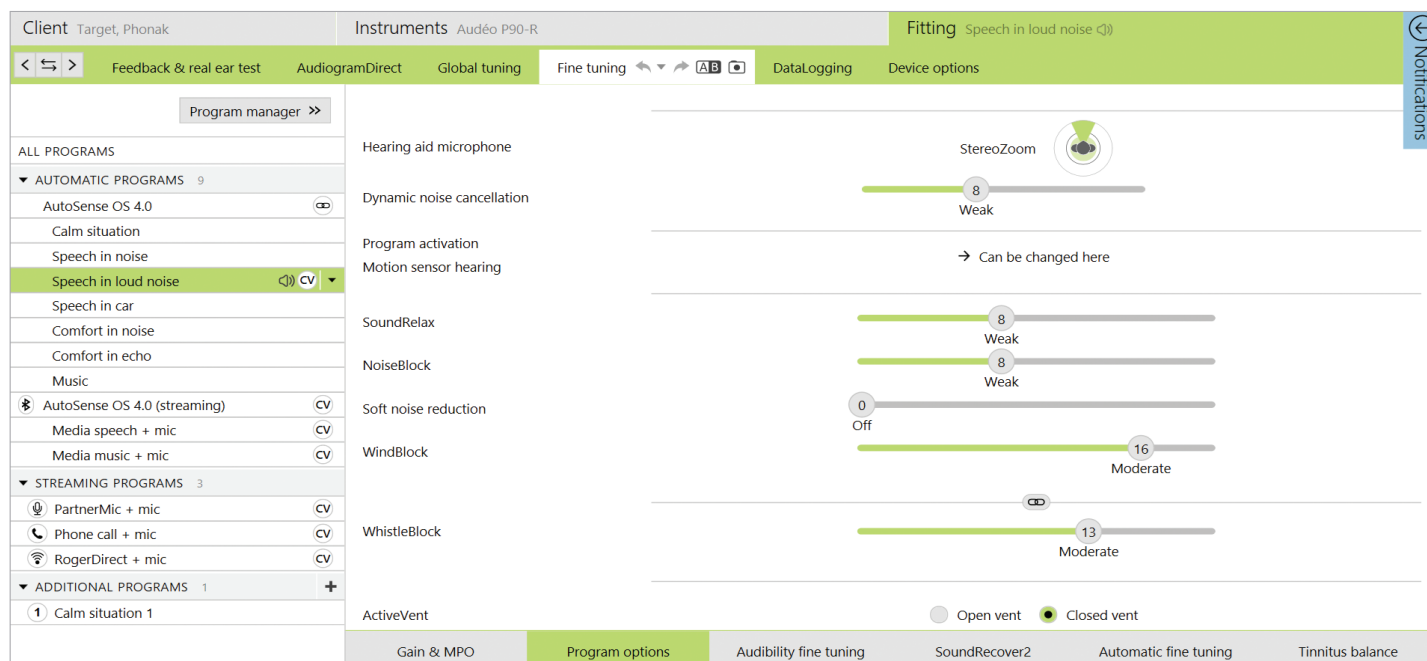 Client Target, Phonak
Instruments Audéo P90-R
Fitting Speech in loud noise
Notifications
Feedback & real ear test
AudiogramDirect
Global tuning
Fine tuning
AB
DataLogging
Device options
Program manager >>
ALL PROGRAMS
AUTOMATIC PROGRAMS 9
AutoSense OS 4.0
Calm situation
Speech in noise
Speech in loud noise CV
Speech in car
Comfort in noise
Comfort in echo
Music
AutoSense OS 4.0 (streaming) CV
Media speech + mic CV
Media music + mic CV
STREAMING PROGRAMS 3
PartnerMic + mic CV
Phone call + mic CV
RogerDirect + mic CV
ADDITIONAL PROGRAMS 1 +
1 Calm situation 1
Hearing aid microphone
StereoZoom
Dynamic noise cancellation
8
Weak
Program activation
Motion sensor hearing
→ Can be changed here
SoundRelax
8
Weak
NoiseBlock
8
Weak
Soft noise reduction
0
Off
WindBlock
16
Moderate
WhistleBlock
13
Moderate
ActiveVent
Open vent
Closed vent
Gain & MPO
Program options
Audibility fine tuning
SoundRecover2
Automatic fine tuning
Tinnitus balance